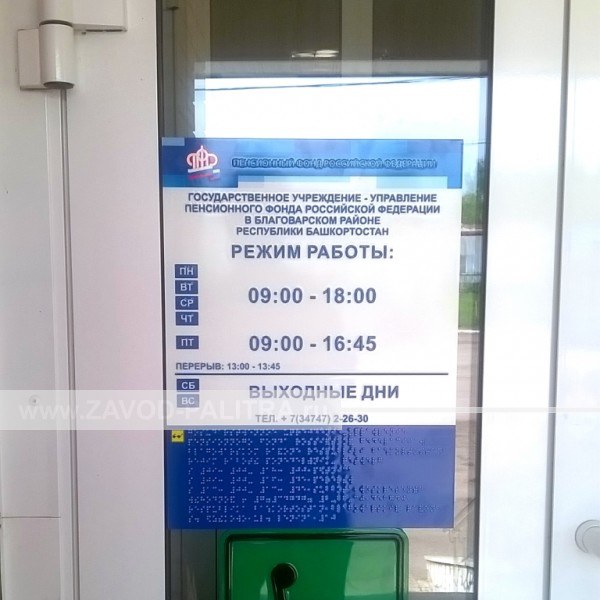 ПЕНСИОННЫЙ ФОНД РОССИЙСКОЙ ФЕДЕРАЦИИ
ГОСУДАРСТВЕННОЕ УЧРЕЖДЕНИЕ - УПРАВЛЕНИЕ
ПЕНСИОННОГО ФОНДА РОССИЙСКОЙ ФЕДЕРАЦИИ
В БЛАГОВАРСКОМ РАЙОНЕ
РЕСПУБЛИКИ БАШКОРТОСТАН
РЕЖИМ РАБОТЫ:
ПН
ВТ
СР
ЧТ
09:00 - 18:00
ПТ
09:00 - 16:45
ПЕРЕРЫВ: 13:00 - 13:45
СБ
ВС
ВЫХОДНЫЕ ДНИ
ТЕЛ. + 7(34747) 2-26-30